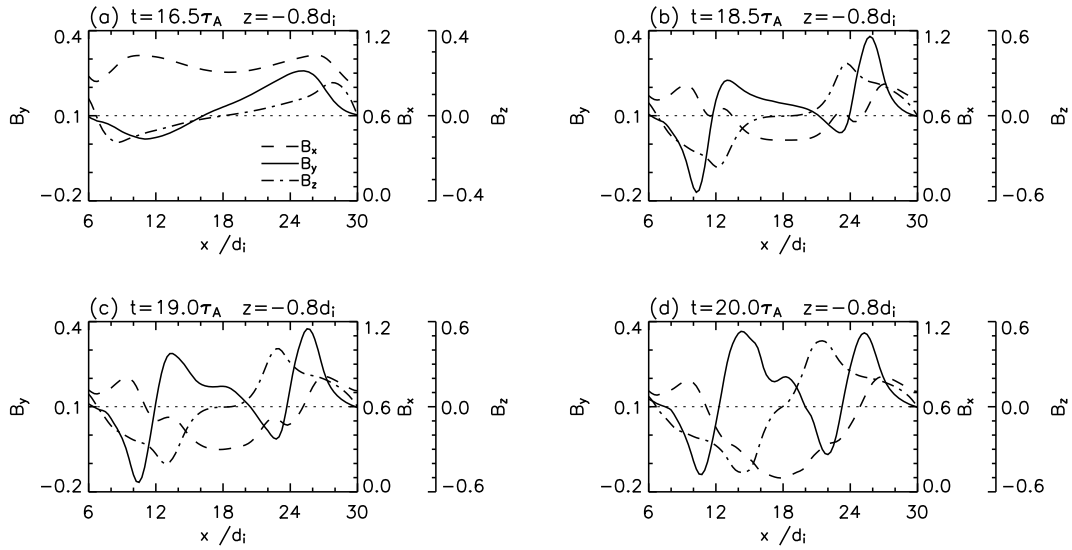 (a) t=16.5τA z=−0.8di
0.4 1.2 0.4
By 0.1 0.6 Bx 0.0 Bz
−0.2 0.0 −0.4
Bx
By
Bz
6 12 18 24 30
x /di
(b) t=18.5τA z=−0.8di
0.4 1.2 0.6
By 0.1 0.6 Bx 0.0 Bz
−0.2 0.0 −0.6
6 12 18 24 30
x /di
(c) t=19.0τA z=−0.8di
0.4 1.2 0.6
By 0.1 0.6 Bx 0.0 Bz
−0.2 0.0 −0.6
6 12 18 24 30
x /di
(d) t=20.0τA z=−0.8di
0.4 1.2 0.6
By 0.1 0.6 Bx 0.0 Bz
−0.2 0.0 −0.6
6 12 18 24 30
x /di